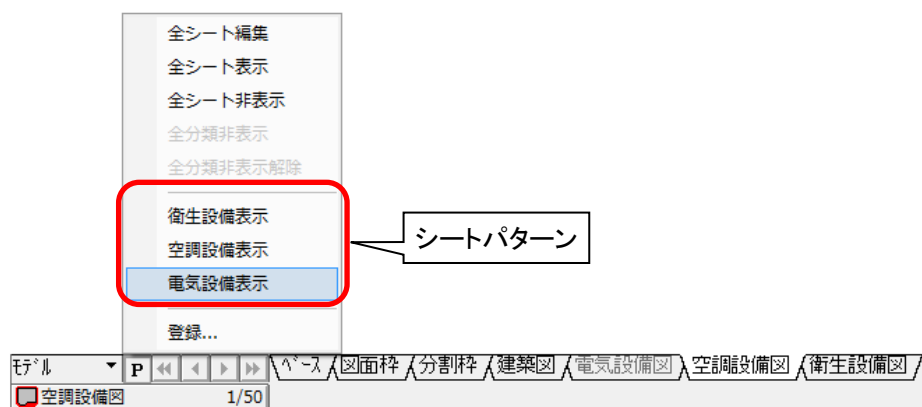 全シート編集
全シート表示
全シート非表示
全分類非表示
全分類非表示解除
衛生設備表示
空調設備表示
電気設備表示
シートパターン
登録...
ﾓﾃﾞﾙ P ﾍﾞｰｽ 図面枠 分割枠 建築図 電気設備図 空調設備図 衛生設備図
空調設備図 1/50